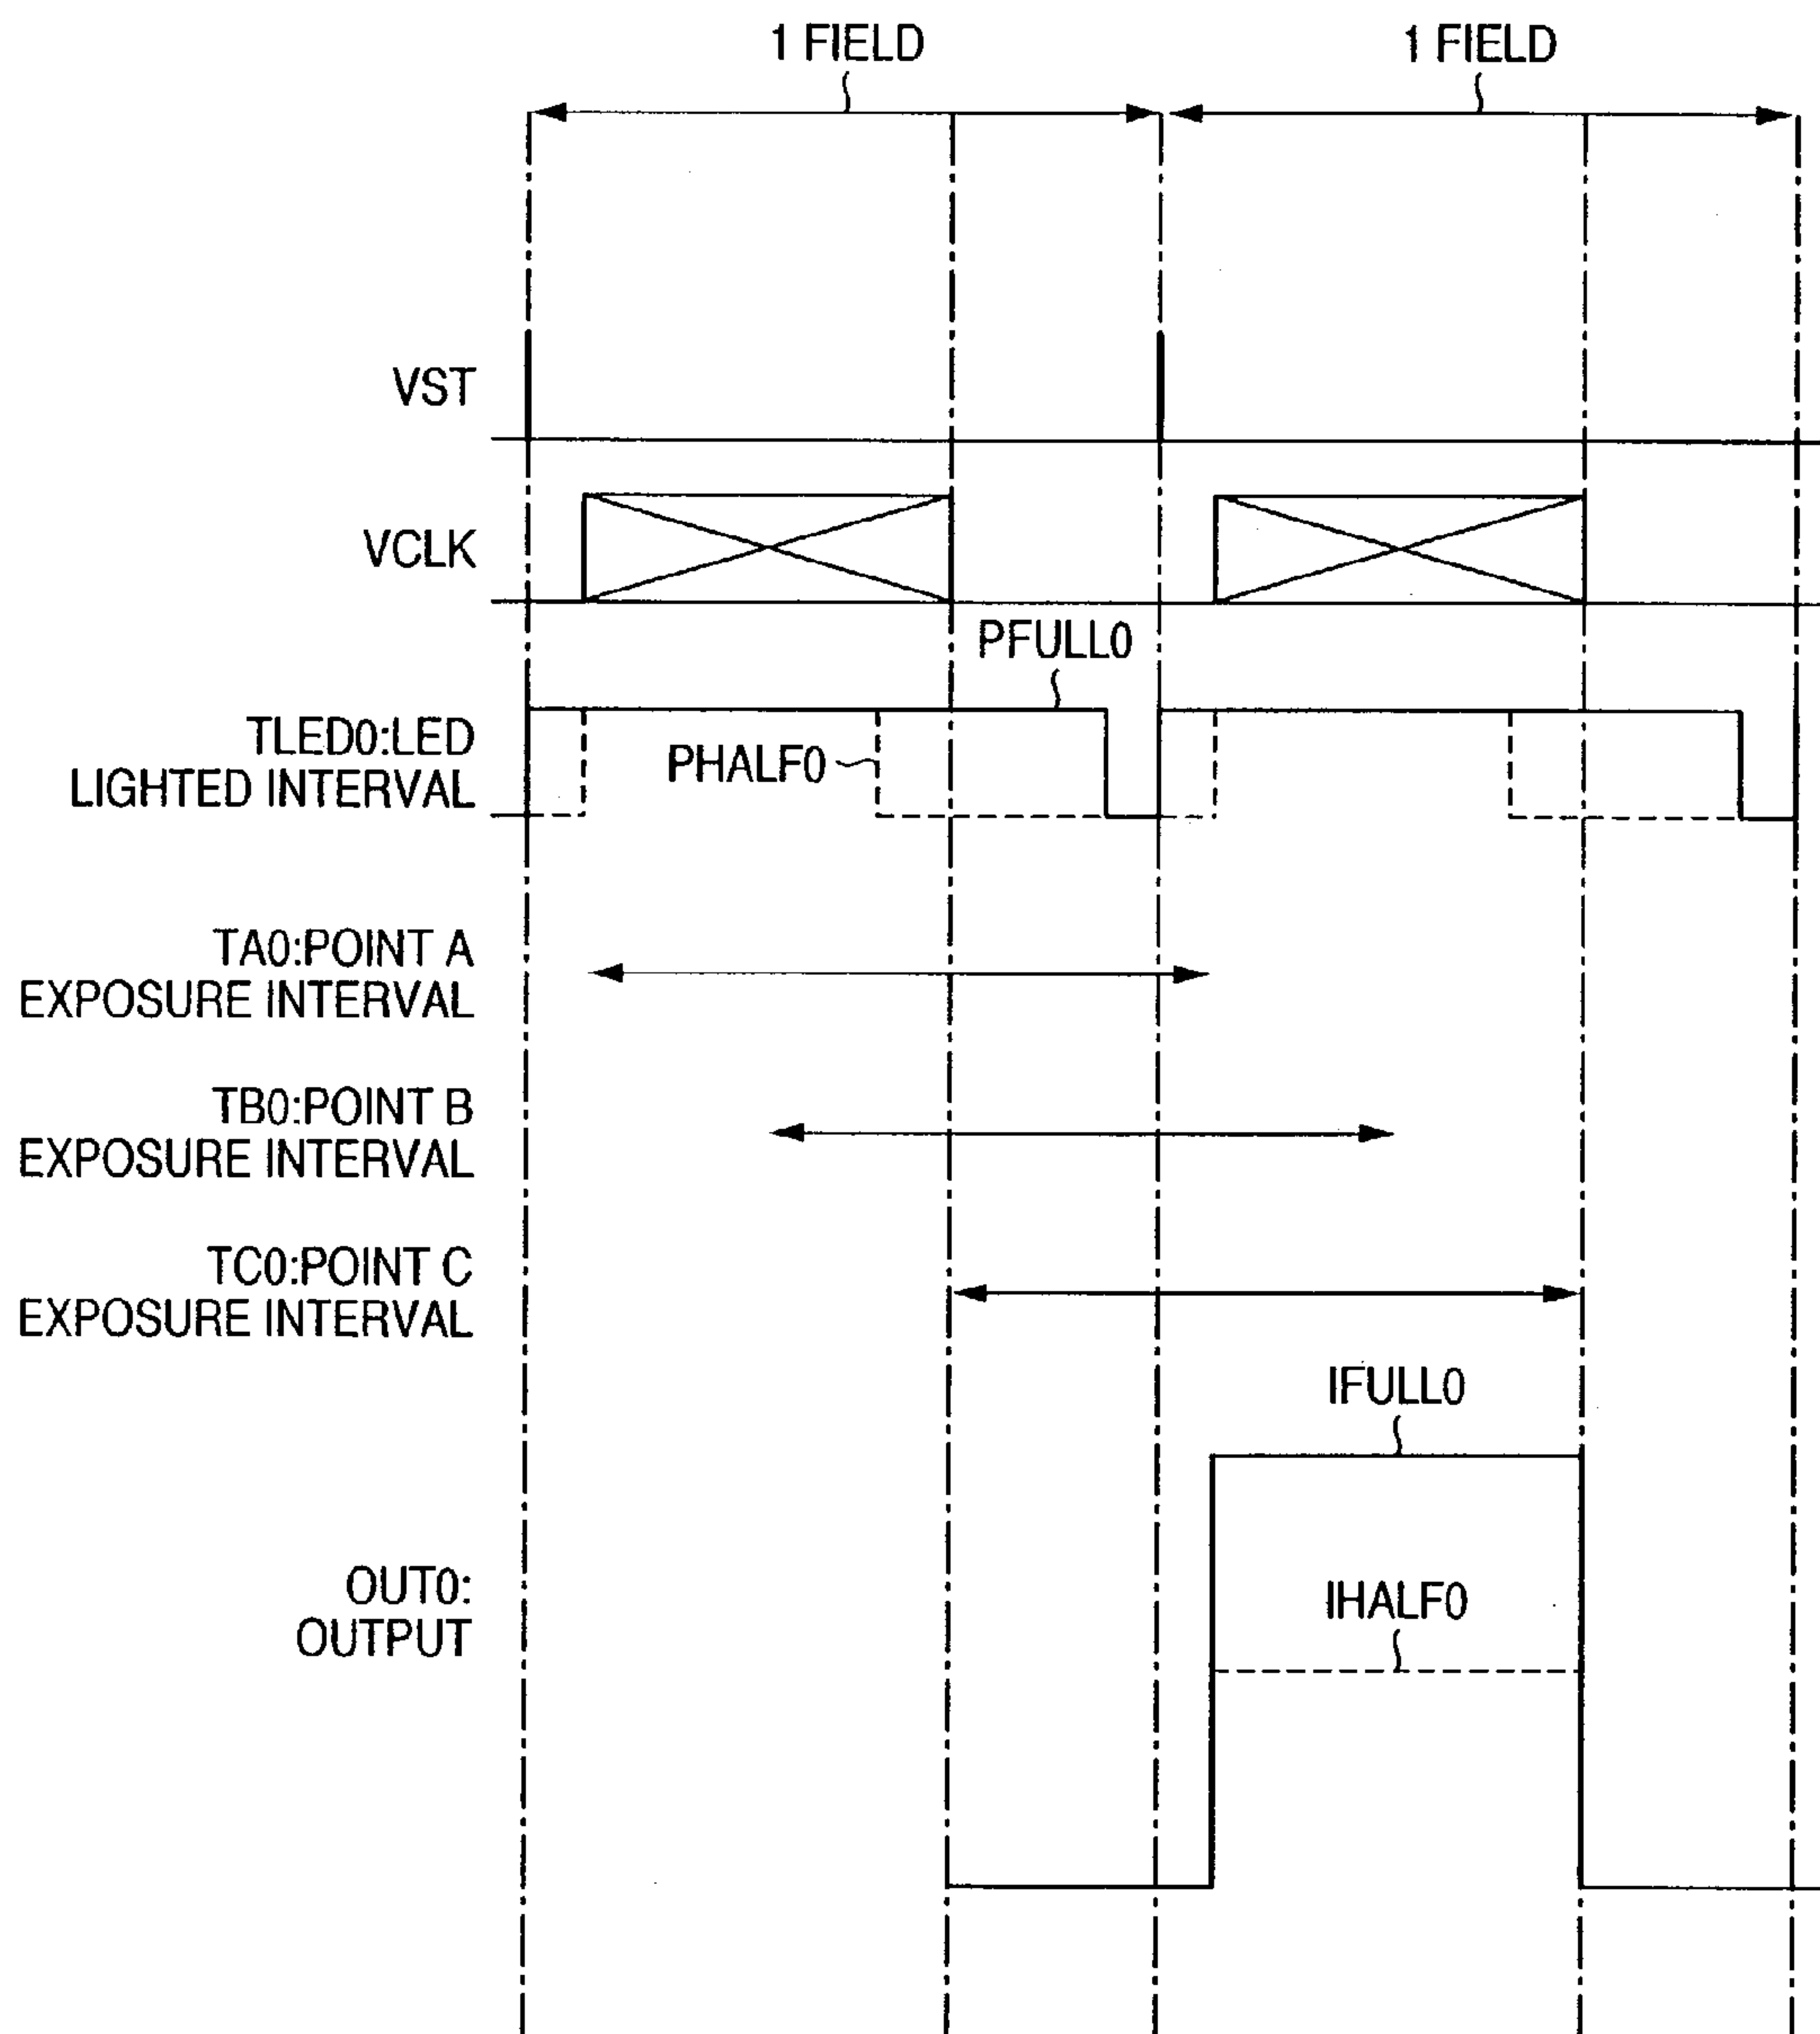 1 FIELD
1 FIELD
VST
VCLK
PFULL0
TLED0:LED
LIGHTED INTERVAL
PHALF0
TA0:POINT A
EXPOSURE INTERVAL
TB0:POINT B
EXPOSURE INTERVAL
TC0:POINT C
EXPOSURE INTERVAL
IFULL0
OUT0:
OUTPUT
IHALF0